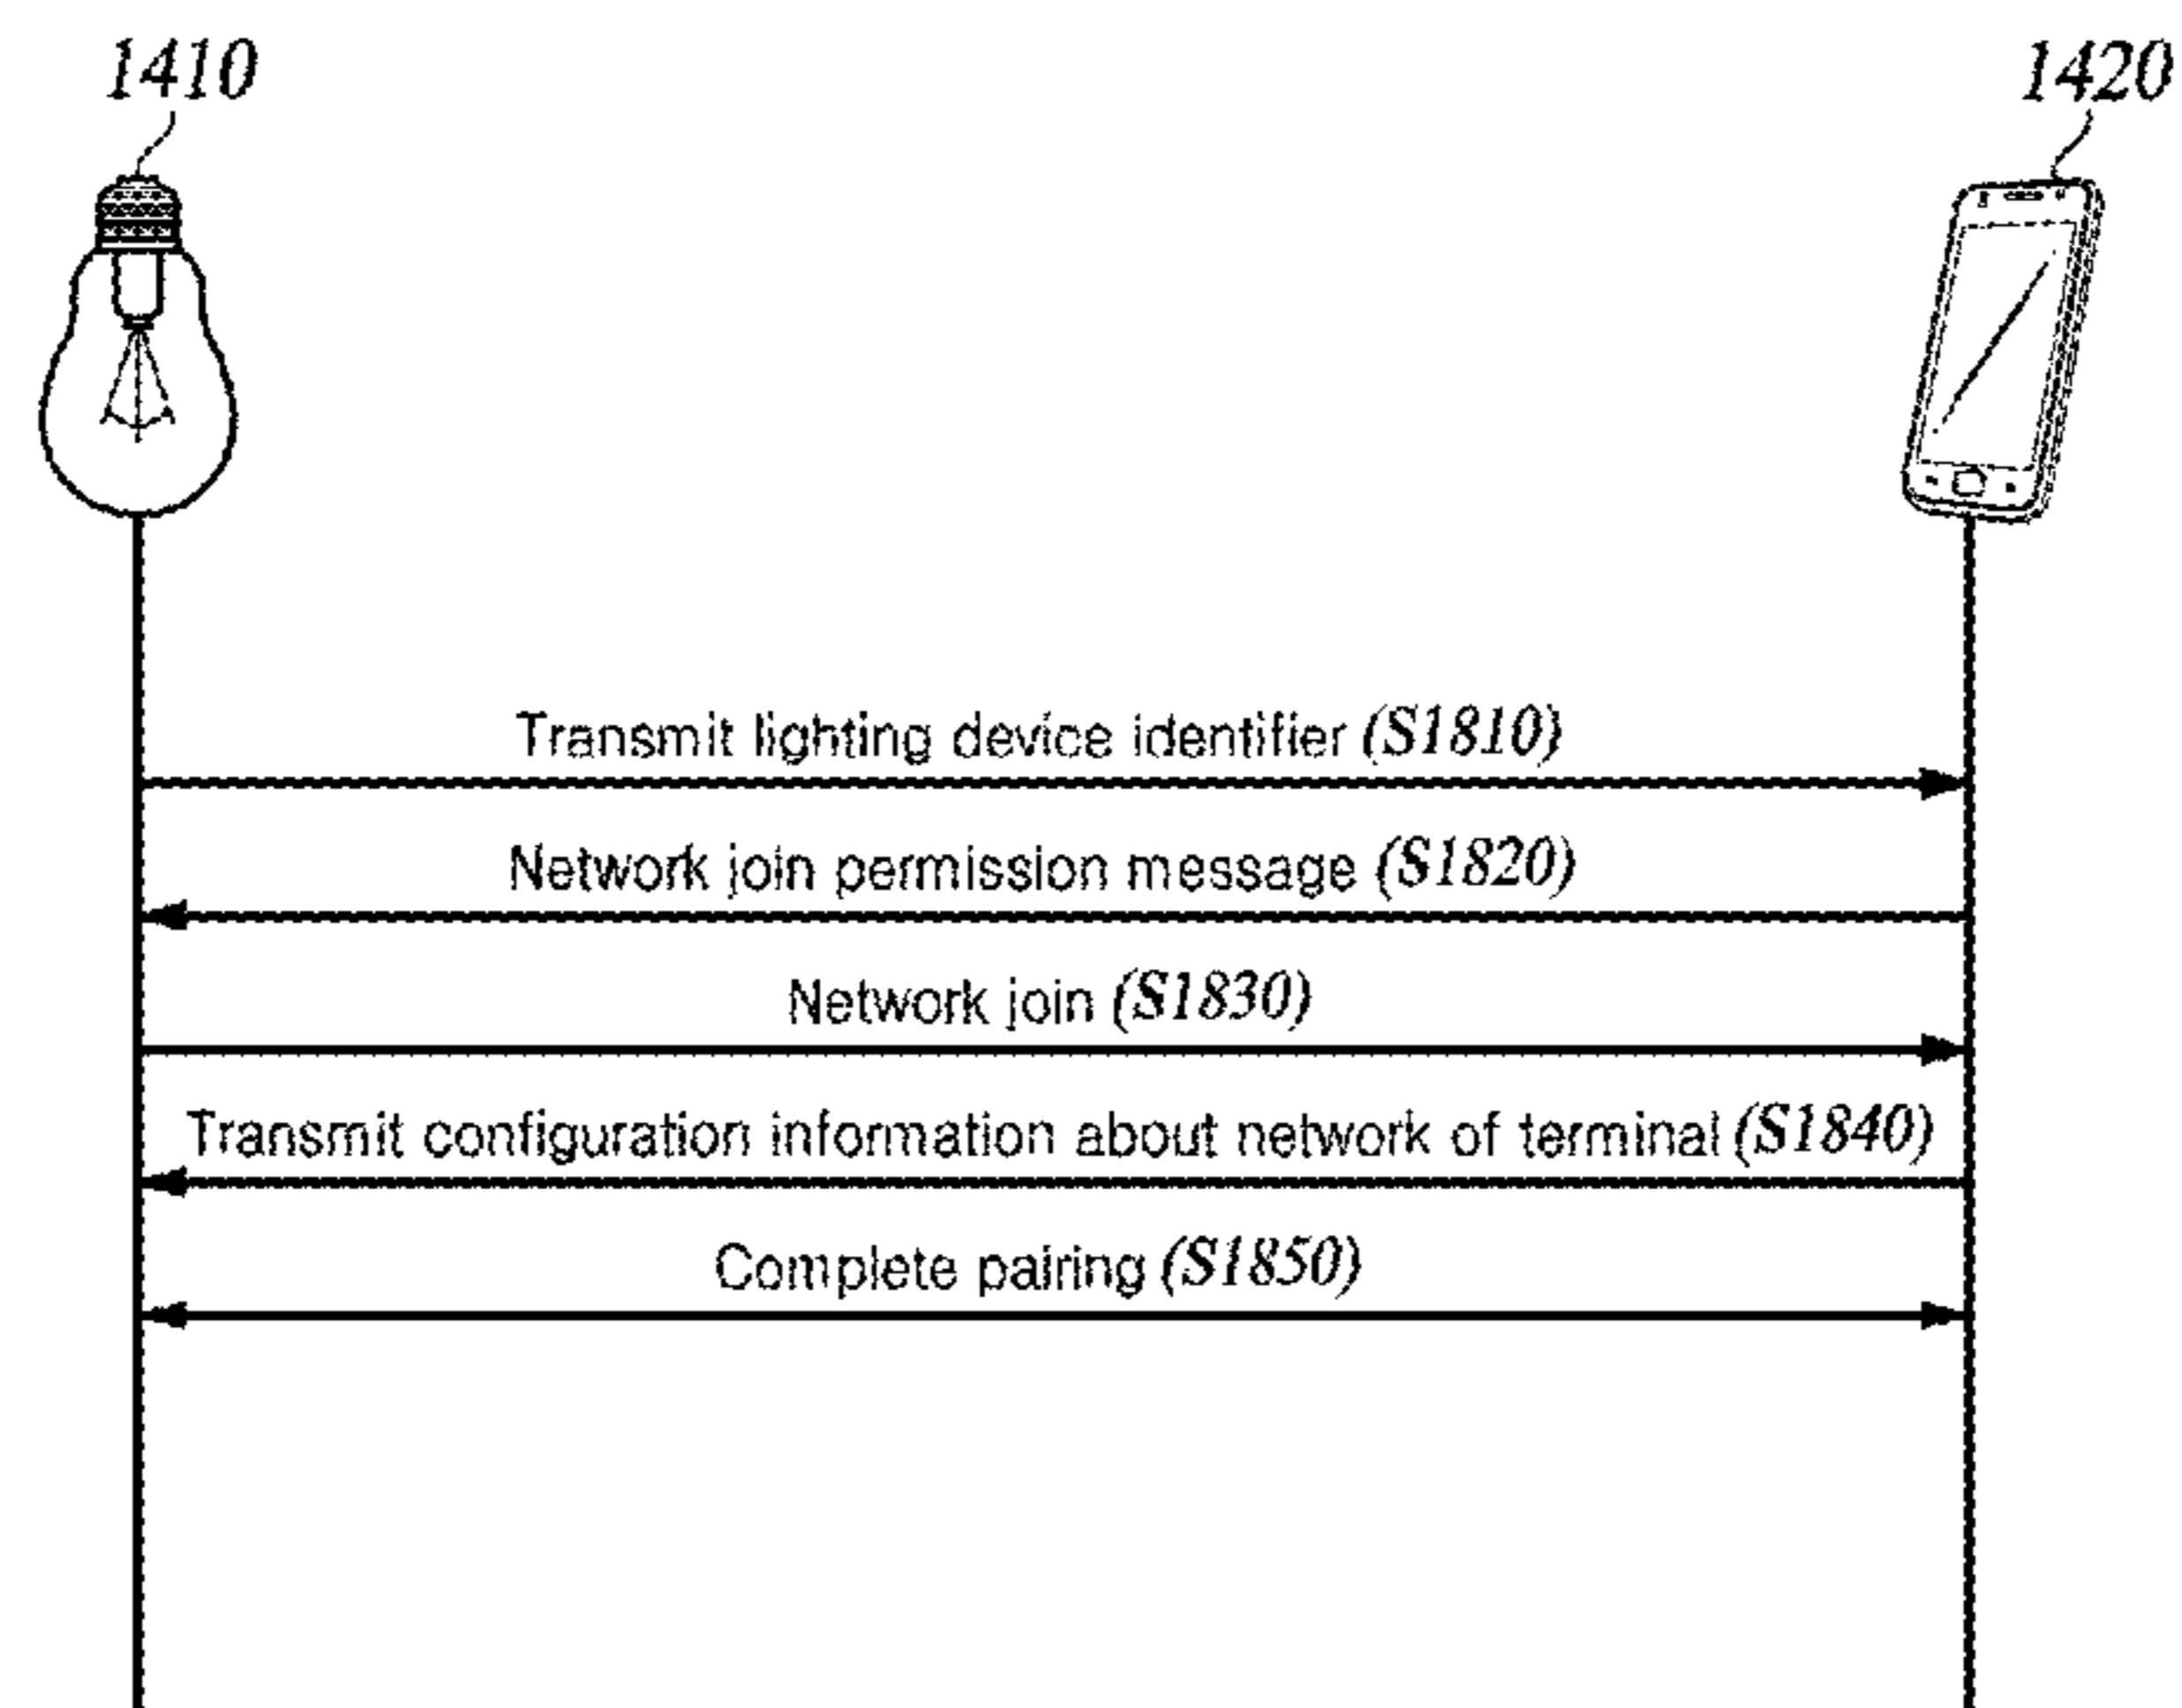 1410
1420
Transmit lighting device identifier (S1810)
Network join permission message (S1820)
Network join (S1830)
Transmit configuration information about network of terminal (S1840)
Complete pairing (S1850)